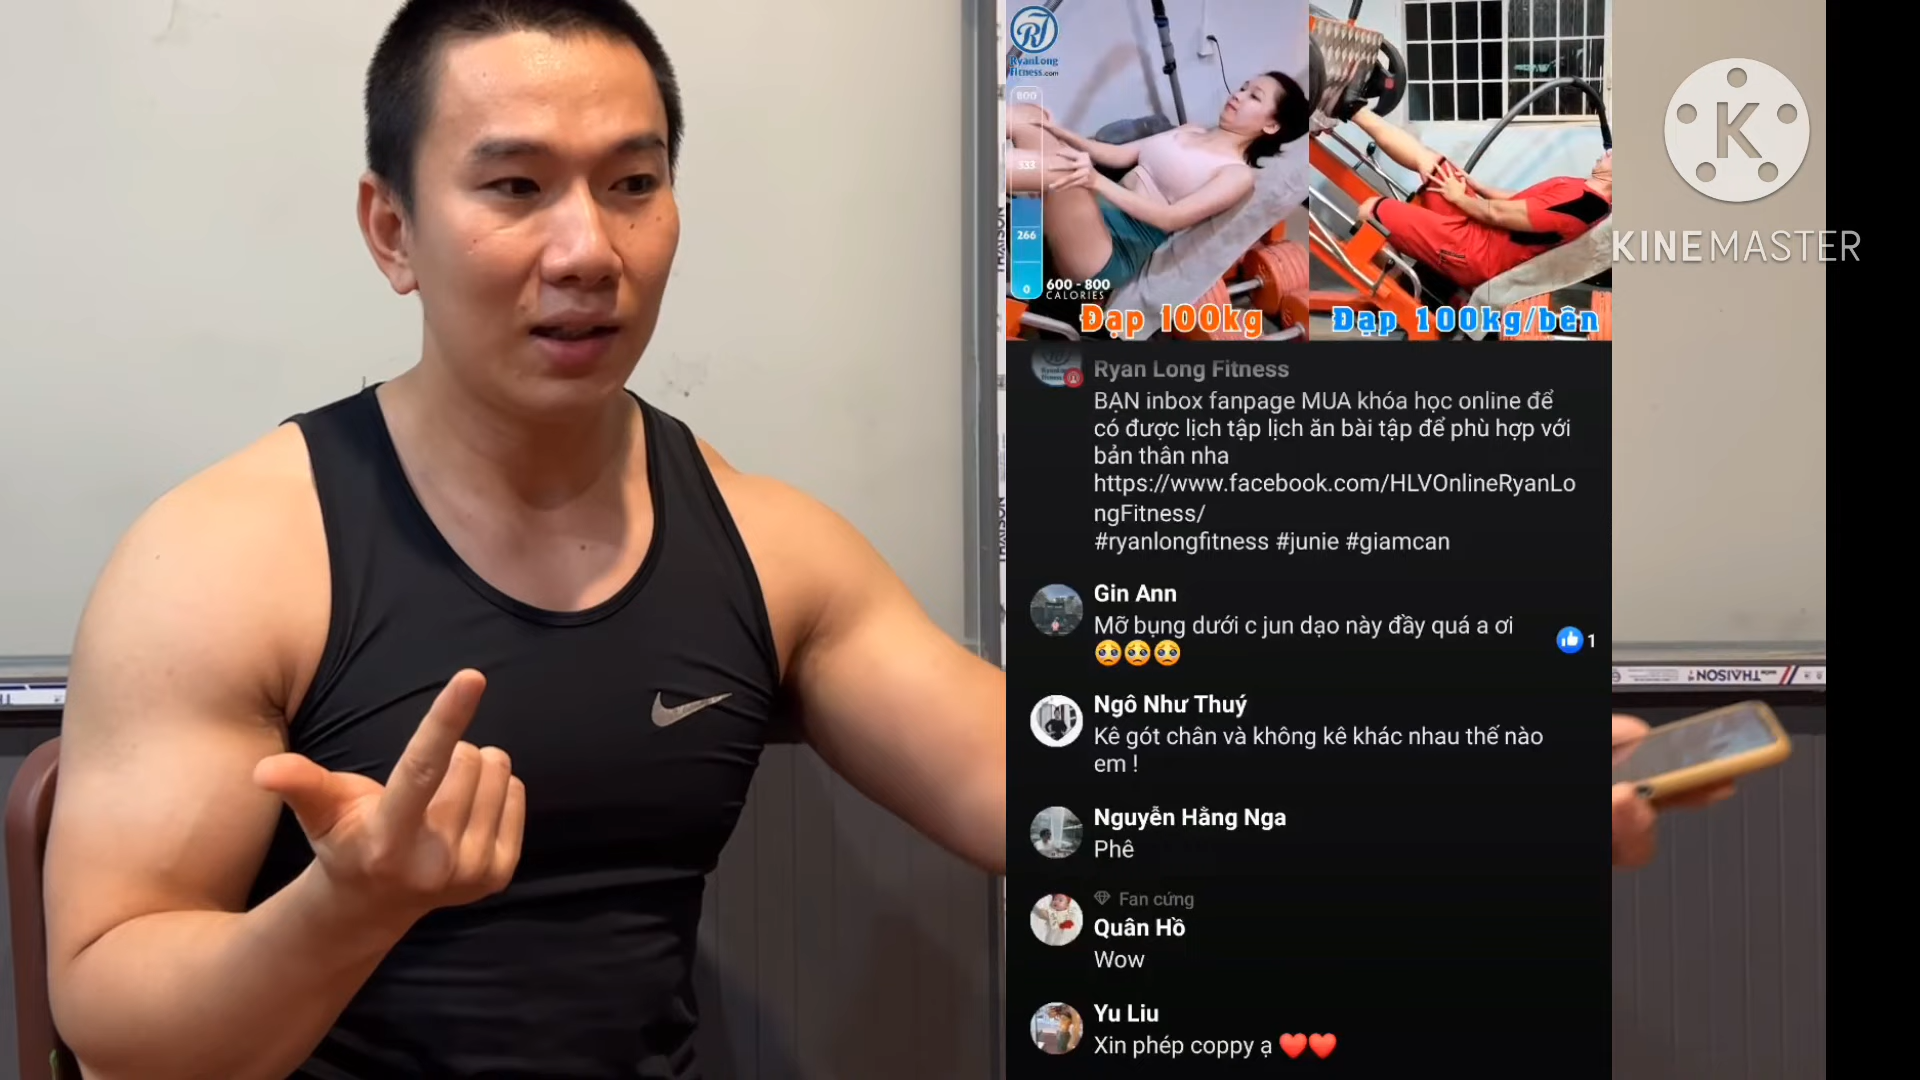 RyanLong
fitness.com
800
533
266
0
600 - 800
CALORIES
Đạp 100kg
Đạp 100kg/bên
KINEMASTER
Ryan Long Fitness
BẠN inbox fanpage MUA khóa học online để
có được lịch tập lịch ăn bài tập để phù hợp với
bản thân nha
https://www.facebook.com/HLVOnlineRyanLo
ngFitness/
#ryanlongfitness #junie #giamcan
Gin Ann
Mỡ bụng dưới c jun dạo này đầy quá a ơi
🥺🥺🥺
1
Ngô Như Thuý
Kê gót chân và không kê khác nhau thế nào
em !
Nguyễn Hằng Nga
Phê
Fan cứng
Quân Hồ
Wow
Yu Liu
Xin phép coppy ạ ❤️❤️
THAISON